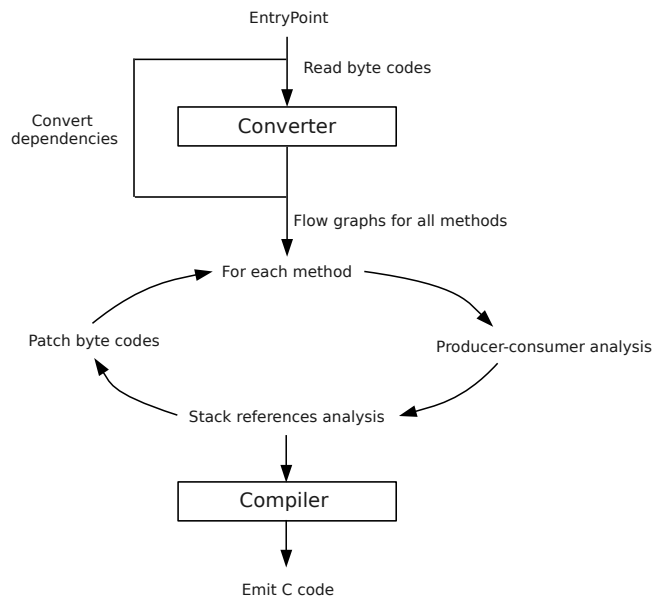 EntryPoint
Read byte codes
Convert
dependencies
Converter
Flow graphs for all methods
For each method
Patch byte codes
Producer-consumer analysis
Stack references analysis
Compiler
Emit C code